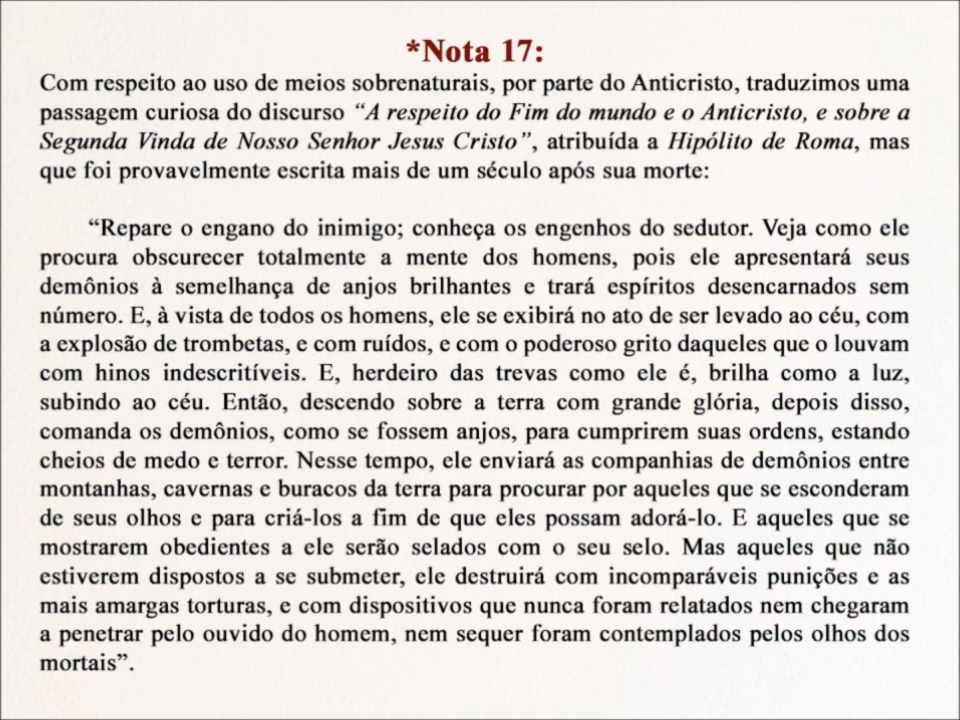 *Nota 17:
Com respeito ao uso de meios sobrenaturais, por parte do Anticristo, traduzimos uma
passagem curiosa do discurso “A respeito do Fim do mundo e o Anticristo, e sobre a
Segunda Vinda de Nosso Senhor Jesus Cristo”, atribuída a Hipólito de Roma, mas
que foi provavelmente escrita mais de um século após sua morte:
“Repare o engano do inimigo; conheça os engenhos do sedutor. Veja como ele
procura obscurecer totalmente a mente dos homens, pois ele apresentará seus
demônios à semelhança de anjos brilhantes e trará espíritos desencarnados sem
número. E, à vista de todos os homens, ele se exibirá no ato de ser levado ao céu, com
a explosão de trombetas, e com ruídos, e com o poderoso grito daqueles que o louvam
com hinos indescritíveis. E, herdeiro das trevas como ele é, brilha como a luz,
subindo ao céu. Então, descendo sobre a terra com grande glória, depois disso,
comanda os demônios, como se fossem anjos, para cumprirem suas ordens, estando
cheios de medo e terror. Nesse tempo, ele enviará as companhias de demônios entre
montanhas, cavernas e buracos da terra para procurar por aqueles que se esconderam
de seus olhos e para criá-los a fim de que eles possam adorá-lo. E aqueles que se
mostrarem obedientes a ele serão selados com o seu selo. Mas aqueles que não
estiverem dispostos a se submeter, ele destruirá com incomparáveis punições e as
mais amargas torturas, e com dispositivos que nunca foram relatados nem chegaram
a penetrar pelo ouvido do homem, nem sequer foram contemplados pelos olhos dos
mortais”.